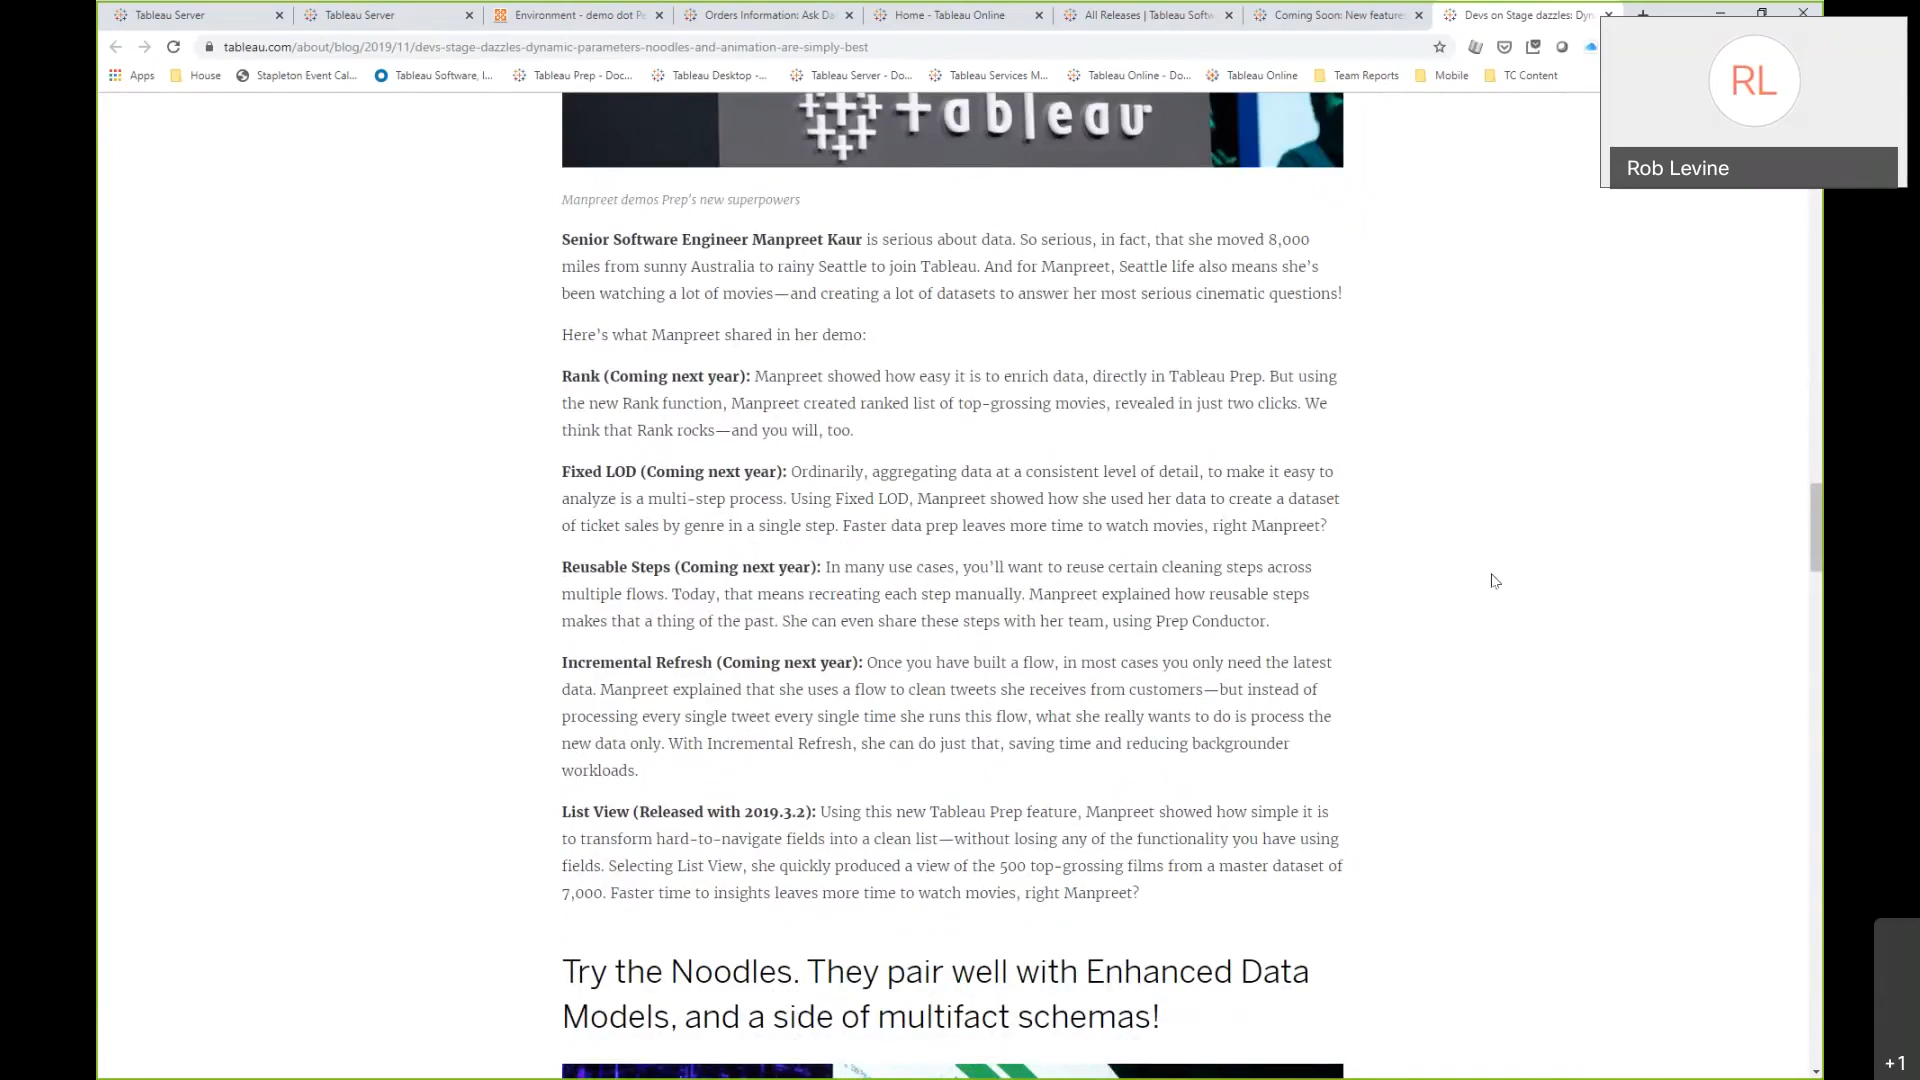 Tableau Server
Tableau Server
Environment - demo dot P
Orders Information: Ask Da
Home - Tableau Online
All Releases | Tableau Softw
Coming Soon: New feature
Devs on Stage dazzles: Dyn
tableau.com/about/blog/2019/11/devs-stage-dazzles-dynamic-parameters-noodles-and-animation-are-simply-best
Apps
House
Stapleton Event Cal...
Tableau Software, I...
Tableau Prep - Doc...
Tableau Desktop -...
Tableau Server - Do...
Tableau Services M...
Tableau Online - Do...
Tableau Online
Team Reports
Mobile
TC Content
RL
Rob Levine
+ableau
Manpreet demos Prep's new superpowers
Senior Software Engineer Manpreet Kaur is serious about data. So serious, in fact, that she moved 8,000
miles from sunny Australia to rainy Seattle to join Tableau. And for Manpreet, Seattle life also means she’s
been watching a lot of movies—and creating a lot of datasets to answer her most serious cinematic questions!
Here’s what Manpreet shared in her demo:
Rank (Coming next year): Manpreet showed how easy it is to enrich data, directly in Tableau Prep. But using
the new Rank function, Manpreet created ranked list of top-grossing movies, revealed in just two clicks. We
think that Rank rocks—and you will, too.
Fixed LOD (Coming next year): Ordinarily, aggregating data at a consistent level of detail, to make it easy to
analyze is a multi-step process. Using Fixed LOD, Manpreet showed how she used her data to create a dataset
of ticket sales by genre in a single step. Faster data prep leaves more time to watch movies, right Manpreet?
Reusable Steps (Coming next year): In many use cases, you’ll want to reuse certain cleaning steps across
multiple flows. Today, that means recreating each step manually. Manpreet explained how reusable steps
makes that a thing of the past. She can even share these steps with her team, using Prep Conductor.
Incremental Refresh (Coming next year): Once you have built a flow, in most cases you only need the latest
data. Manpreet explained that she uses a flow to clean tweets she receives from customers—but instead of
processing every single tweet every single time she runs this flow, what she really wants to do is process the
new data only. With Incremental Refresh, she can do just that, saving time and reducing backgrounder
workloads.
List View (Released with 2019.3.2): Using this new Tableau Prep feature, Manpreet showed how simple it is
to transform hard-to-navigate fields into a clean list—without losing any of the functionality you have using
fields. Selecting List View, she quickly produced a view of the 500 top-grossing films from a master dataset of
7,000. Faster time to insights leaves more time to watch movies, right Manpreet?
Try the Noodles. They pair well with Enhanced Data
Models, and a side of multifact schemas!
+1